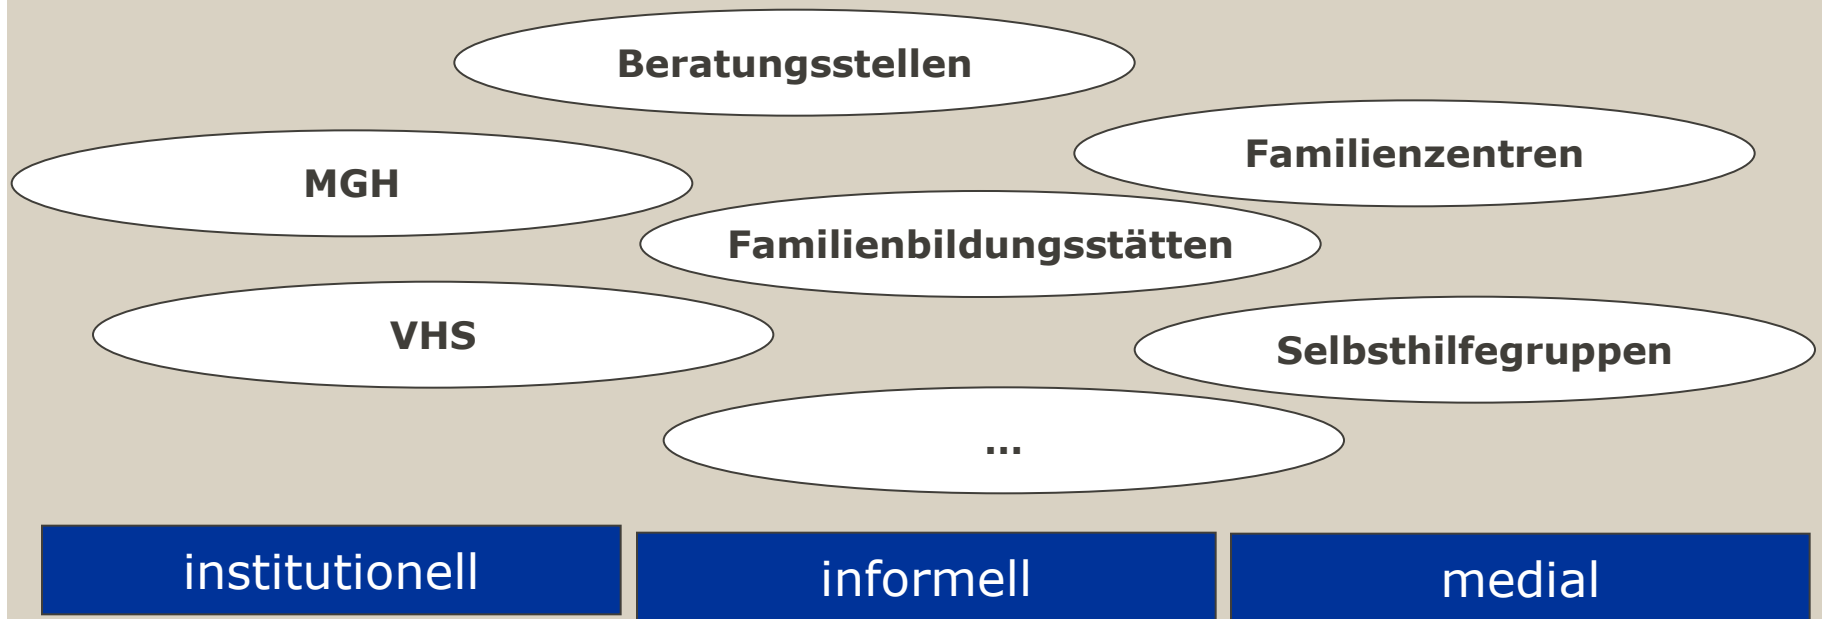 Beratungsstellen
Familienzentren
MGH
Familienbildungsstätten
VHS
Selbsthilfegruppen
...
institutionell
informell
medial